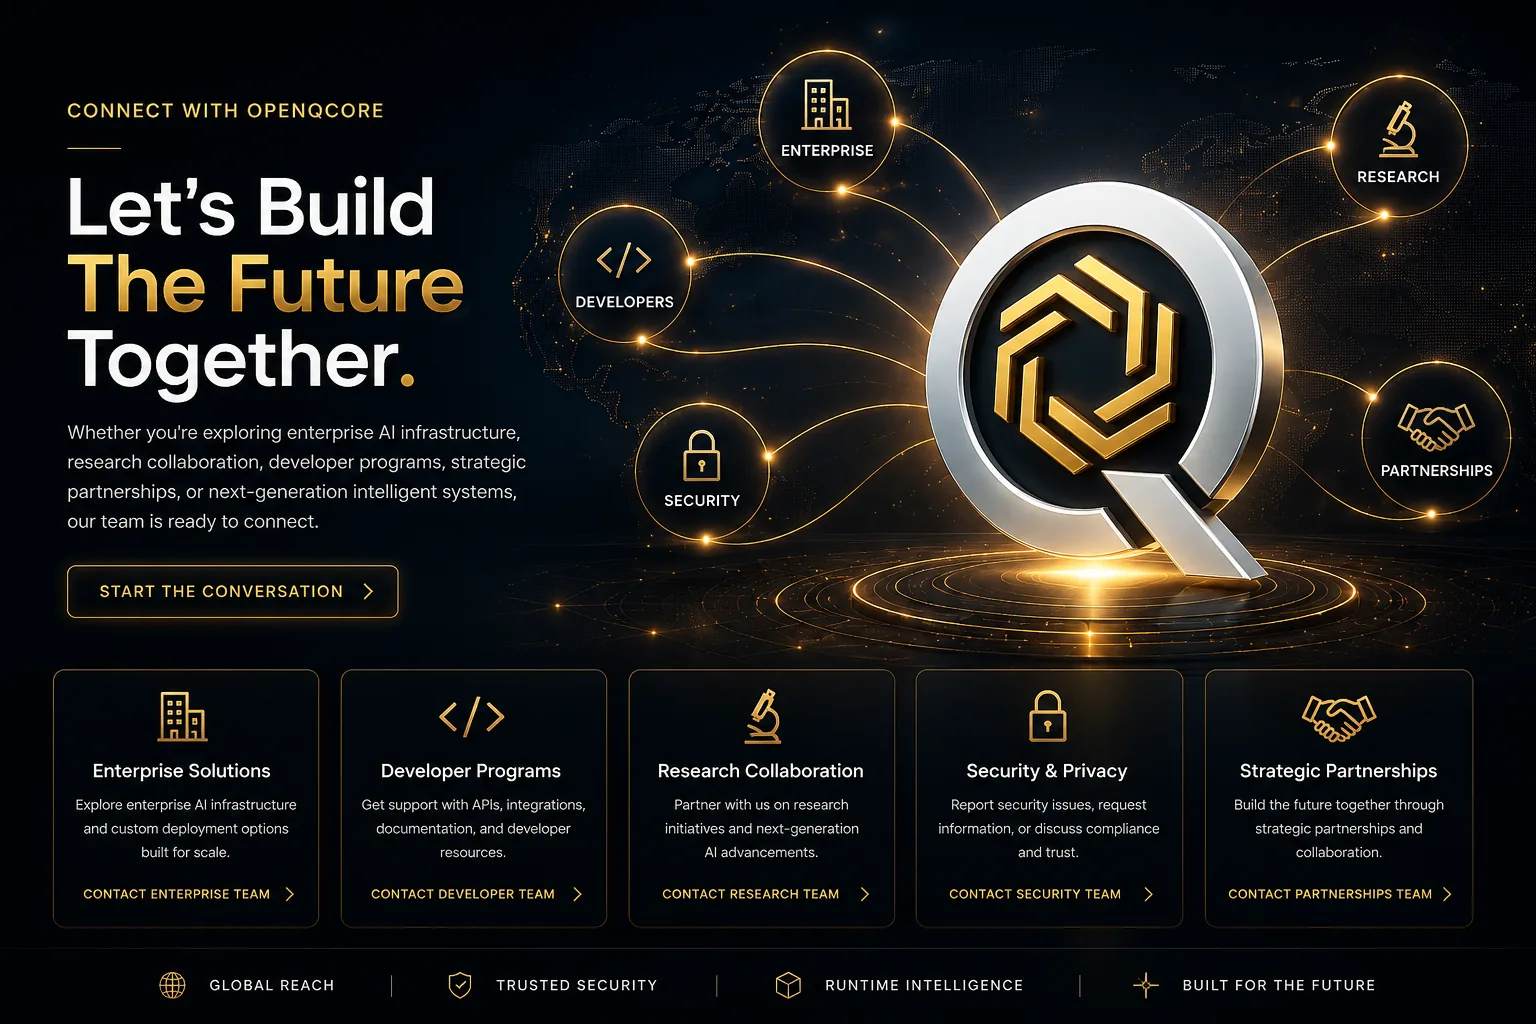 CONNECT WITH OPENQCORE
Let's Build
The Future
Together.
Whether you're exploring enterprise AI infrastructure,
research collaboration, developer programs, strategic
partnerships, or next-generation intelligent systems,
our team is ready to connect.
START THE CONVERSATION
ENTERPRISE
RESEARCH
DEVELOPERS
SECURITY
PARTNERSHIPS
Q
Enterprise Solutions
Explore enterprise AI infrastructure
and custom deployment options
built for scale.
CONTACT ENTERPRISE TEAM
Developer Programs
Get support with APIs, integrations,
documentation, and developer
resources.
CONTACT DEVELOPER TEAM
Research Collaboration
Partner with us on research
initiatives and next-generation
AI advancements.
CONTACT RESEARCH TEAM
Security & Privacy
Report security issues, request
information, or discuss compliance
and trust.
CONTACT SECURITY TEAM
Strategic Partnerships
Build the future together through
strategic partnerships and
collaboration.
CONTACT PARTNERSHIPS TEAM
GLOBAL REACH
TRUSTED SECURITY
RUNTIME INTELLIGENCE
BUILT FOR THE FUTURE